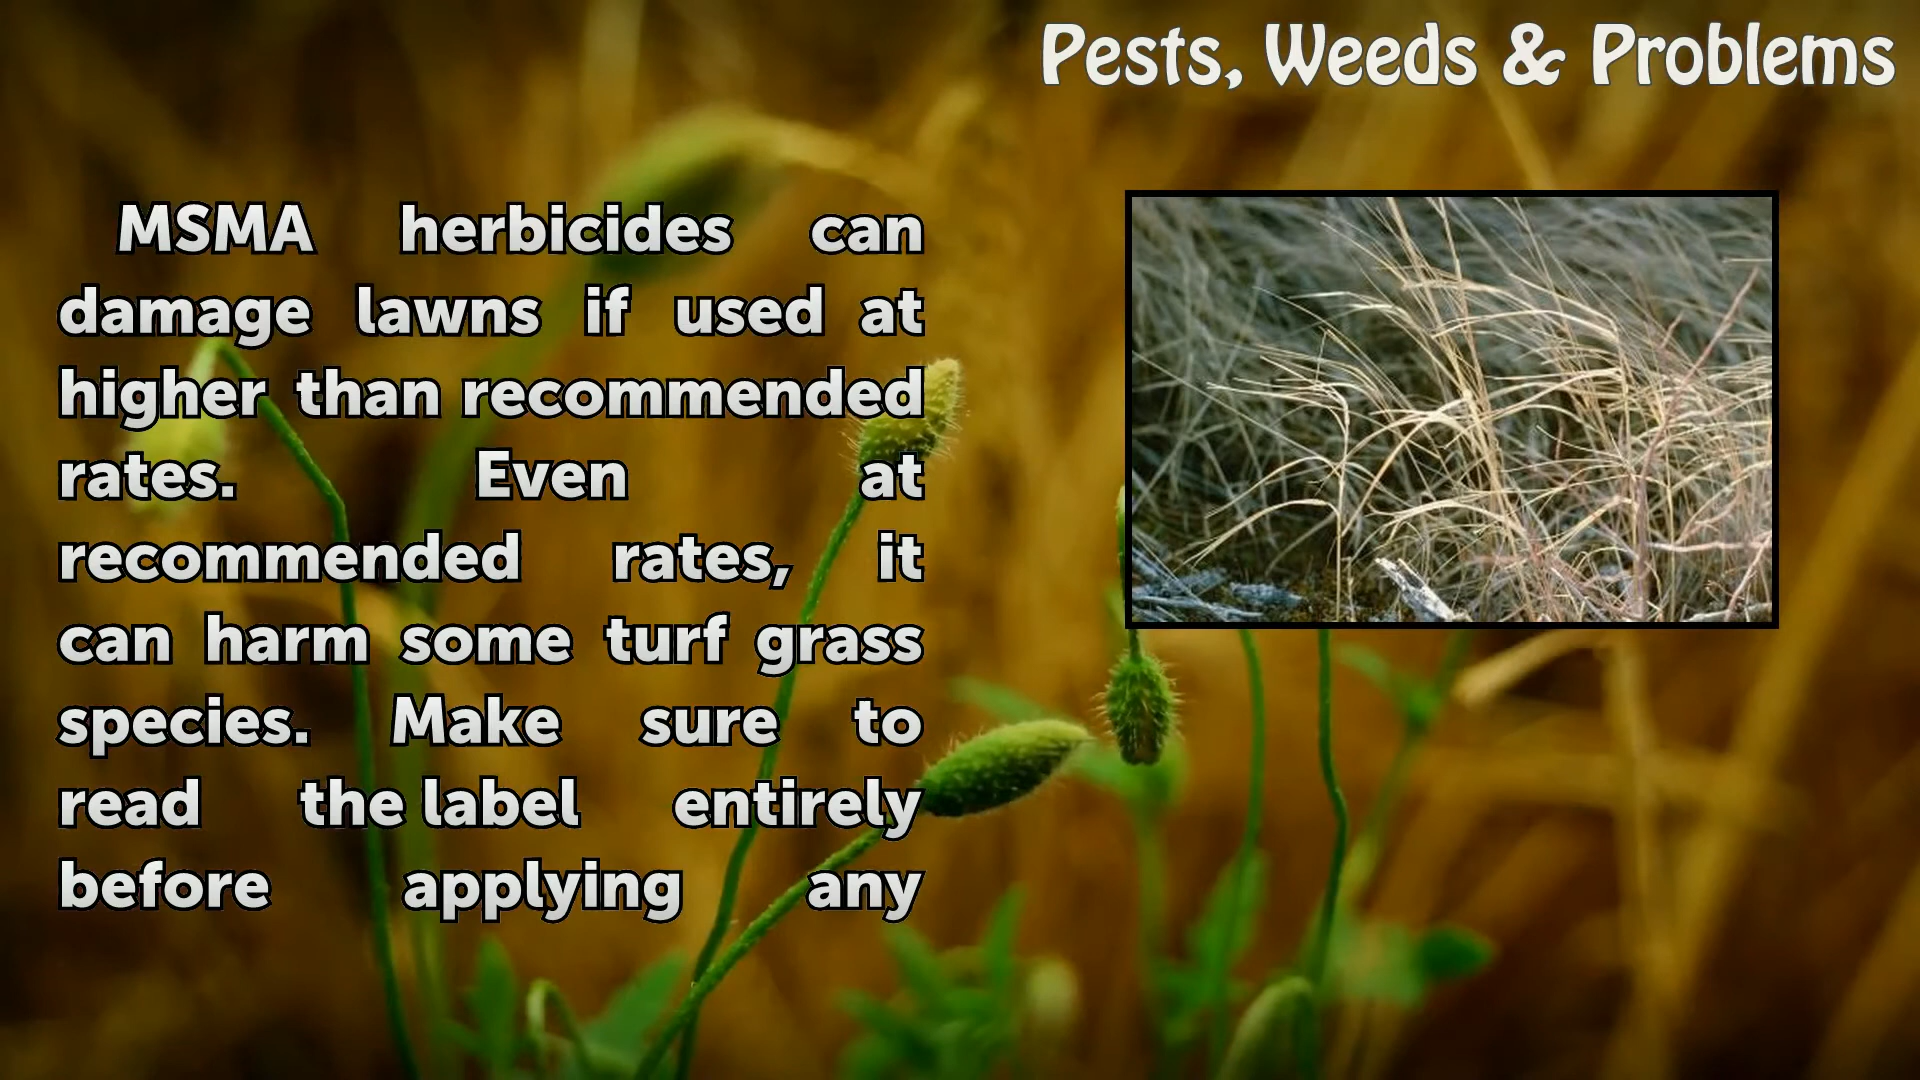 Pests, Weeds & Problems
MSMA herbicides can
damage lawns if used at
higher than recommended
rates. Even at
recommended rates, it
can harm some turf grass
species. Make sure to
read the label entirely
before applying any